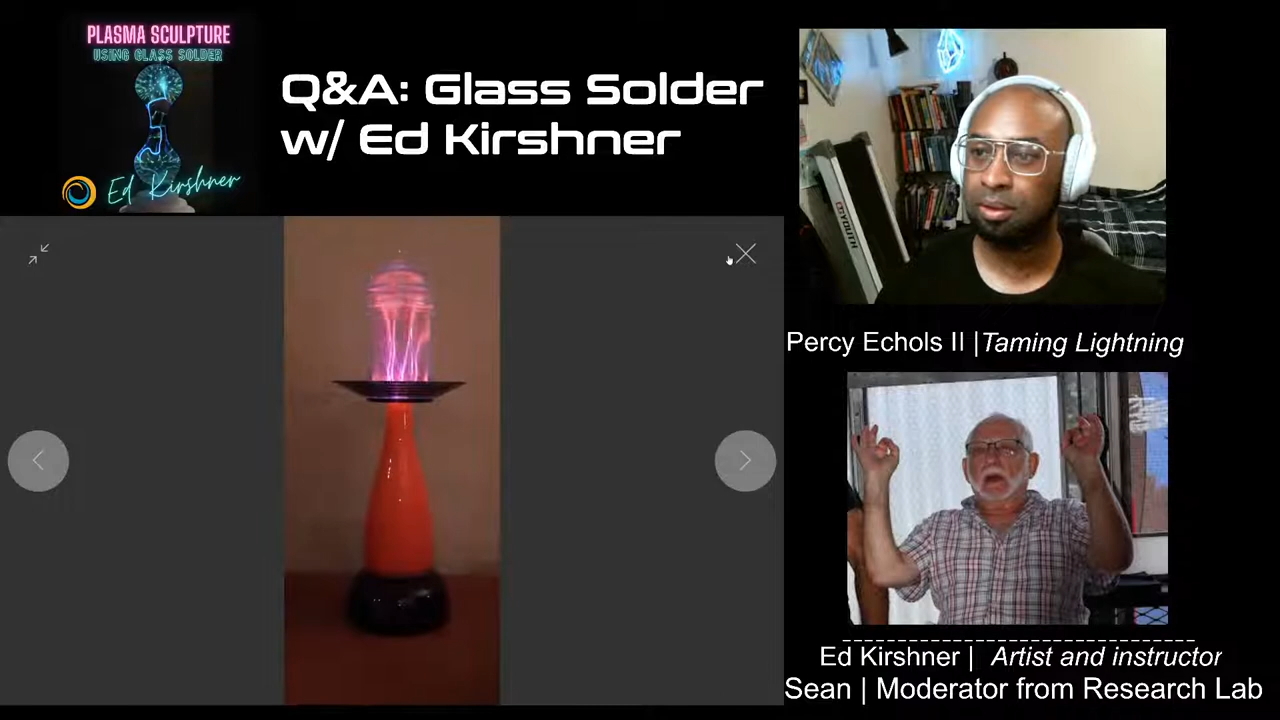 PLASMA SCULPTURE
USING GLASS SOLDER
Ed Kirshner
Q&A: Glass Solder
w/ Ed Kirshner
Percy Echols II | Taming Lightning
Ed Kirshner | Artist and instructor
Sean | Moderator from Research Lab